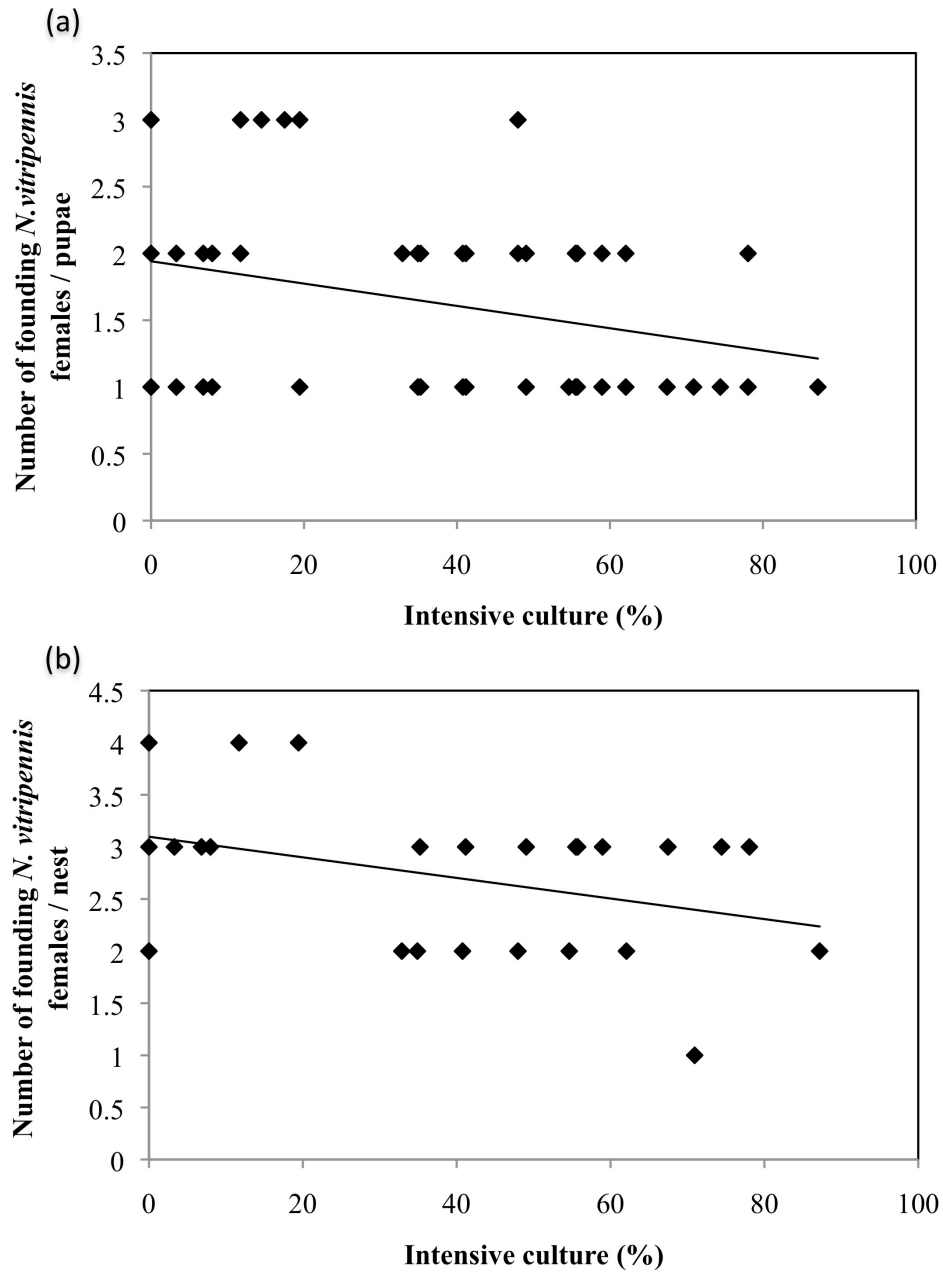 (a)
Number of founding N.vitripennis
females / pupae
3.5
3
2.5
2
1.5
1
0.5
0
0 20 40 60 80 100
Intensive culture (%)
(b)
Number of founding N. vitripennis
females / nest
4.5
4
3.5
3
2.5
2
1.5
1
0.5
0
0 20 40 60 80 100
Intensive culture (%)